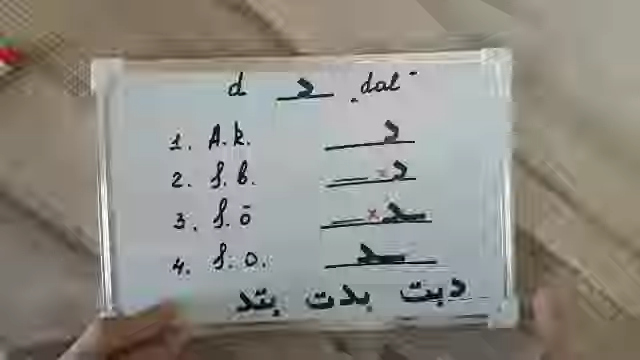 d د „dal"
1. A.k. د
2. S.b. د
3. S.ō ـد
4. S.o. ـد
دبت بدت بتد